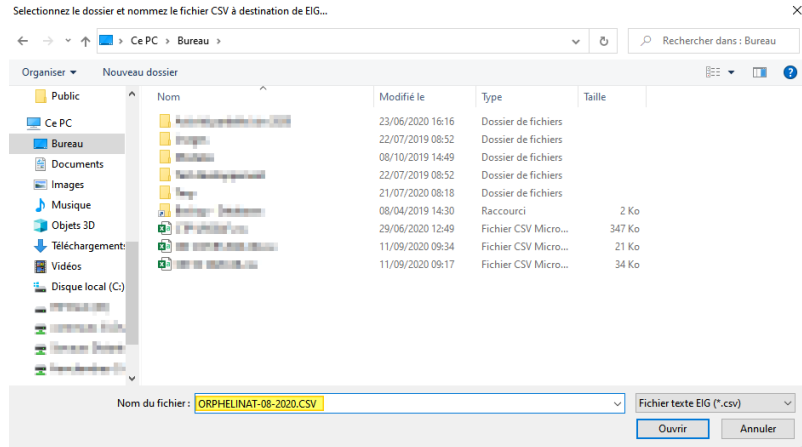 Selectionnez le dossier et nommez le fichier CSV à destination de EIG...
Ce PC > Bureau >
Rechercher dans : Bureau
Organiser
Nouveau dossier
Public
Ce PC
Bureau
Documents
Images
Musique
Objets 3D
Téléchargements
Vidéos
Disque local (C:)
Nom Modifié le Type Taille
23/06/2020 16:16 Dossier de fichiers
22/07/2019 08:52 Dossier de fichiers
08/10/2019 14:49 Dossier de fichiers
22/07/2019 08:52 Dossier de fichiers
21/07/2020 08:18 Dossier de fichiers
08/04/2019 14:30 Raccourci 2 Ko
29/06/2020 12:49 Fichier CSV Micro... 347 Ko
11/09/2020 09:34 Fichier CSV Micro... 21 Ko
11/09/2020 09:17 Fichier CSV Micro... 34 Ko
Nom du fichier : ORPHELINAT-08-2020.CSV
Fichier texte EIG (*.csv)
Ouvrir
Annuler